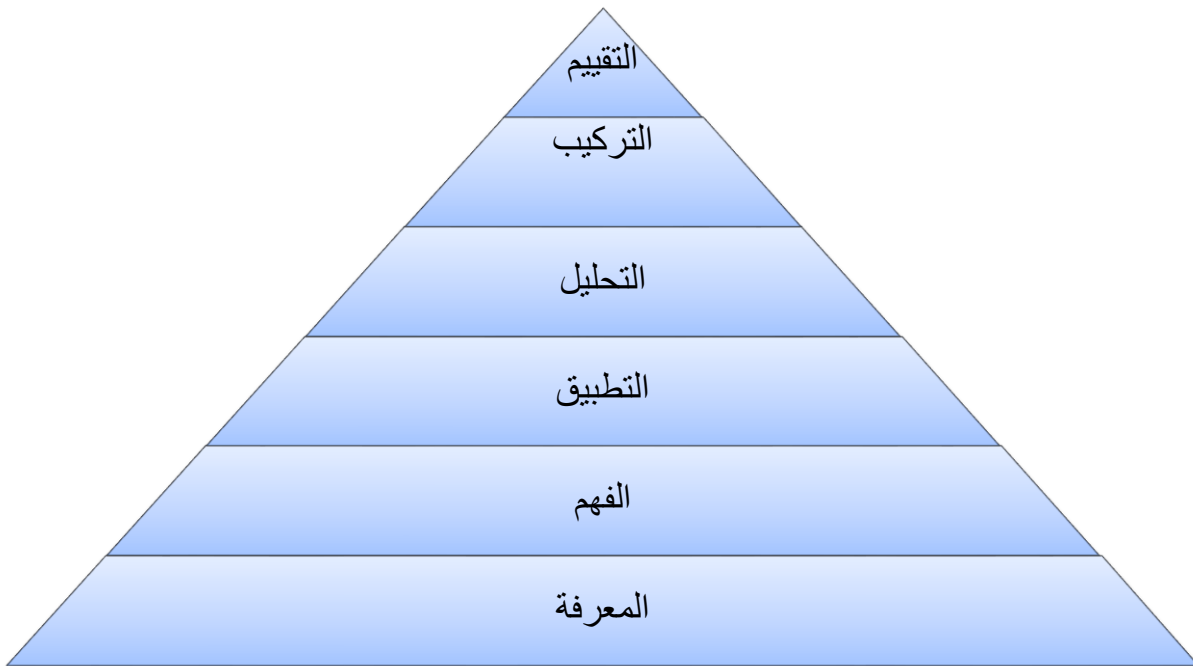 التقييم
التركيب
التحليل
التطبيق
الفهم
المعرفة